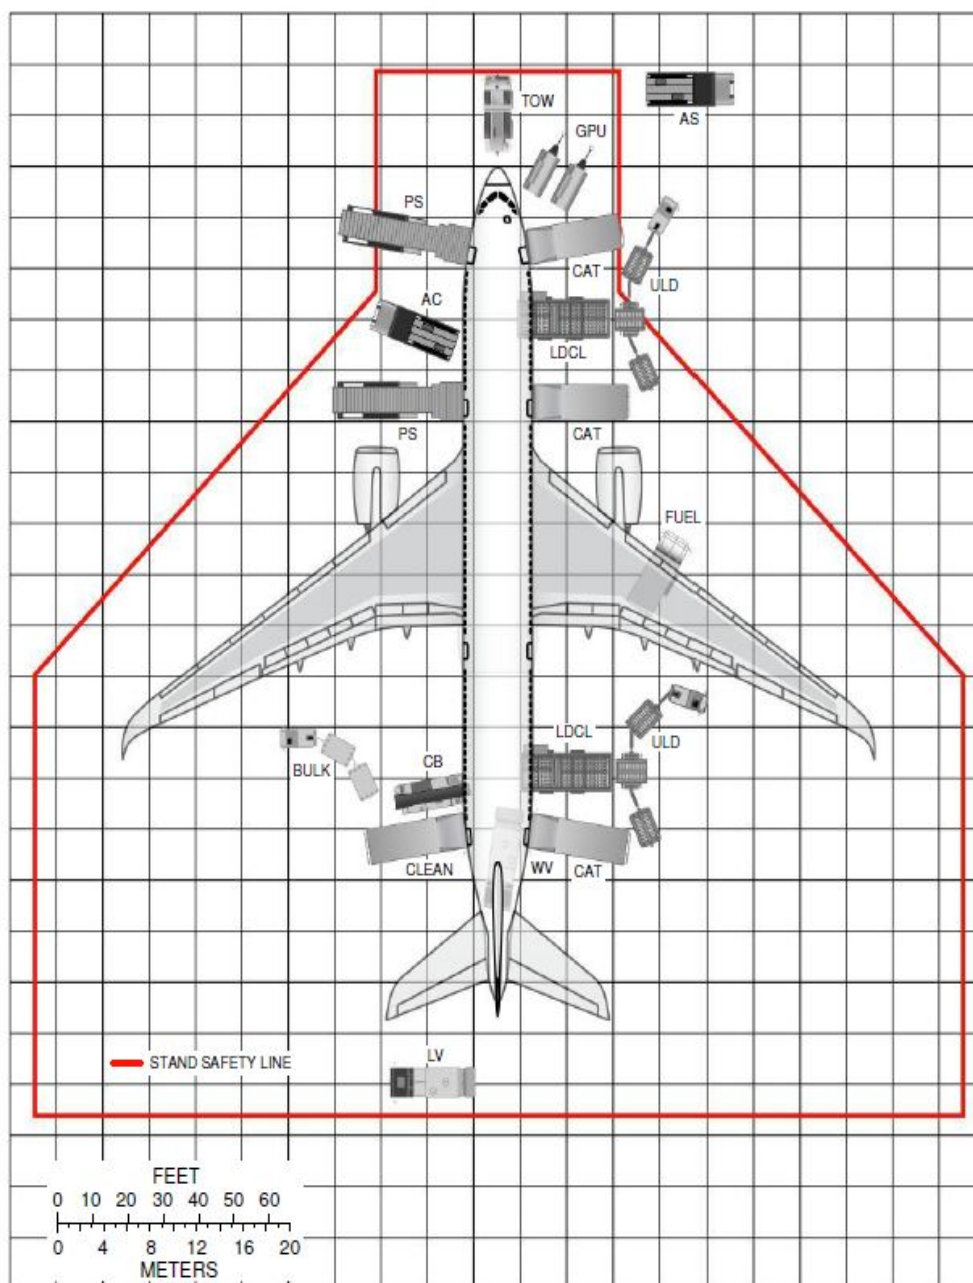 TOW
AS
GPU
PS
CAT
ULD
AC
LDCL
PS
CAT
FUEL
LDCL
ULD
BULK
CB
CLEAN
WV
CAT
STAND SAFETY LINE
LV
FEET
0 10 20 30 40 50 60
0 4 8 12 16 20
METERS